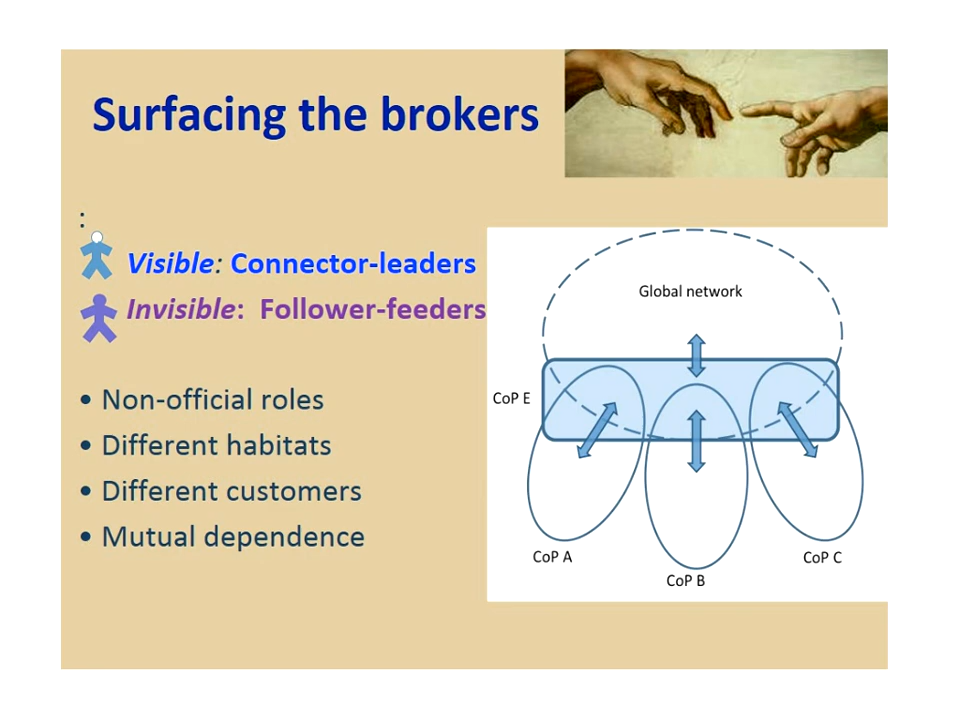 Surfacing the brokers
:
Visible: Connector-leaders
Invisible: Follower-feeders
• Non-official roles
• Different habitats
• Different customers
• Mutual dependence
Global network
CoP E
CoP A
CoP B
CoP C